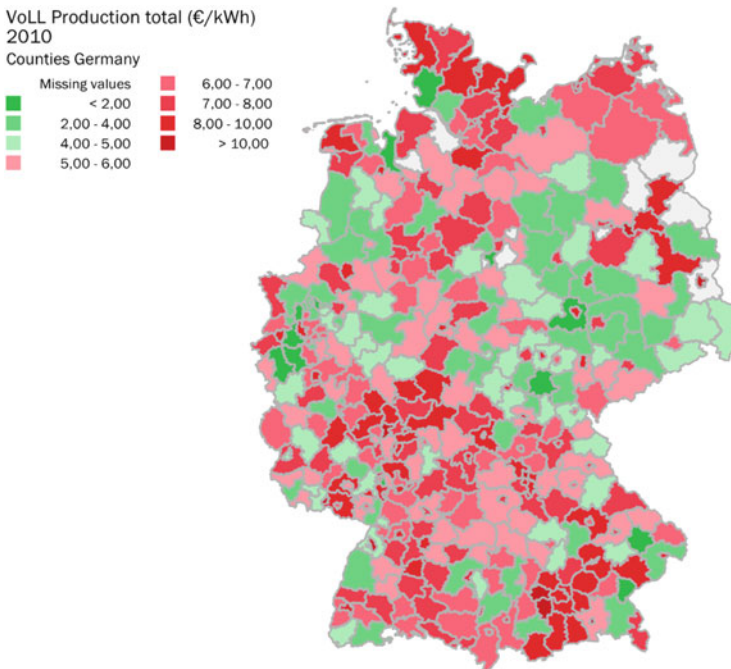 VoLL Production total (€/kWh)
2010
Counties Germany
Missing values
< 2,00
2,00 - 4,00
4,00 - 5,00
5,00 - 6,00
6,00 - 7,00
7,00 - 8,00
8,00 - 10,00
> 10,00